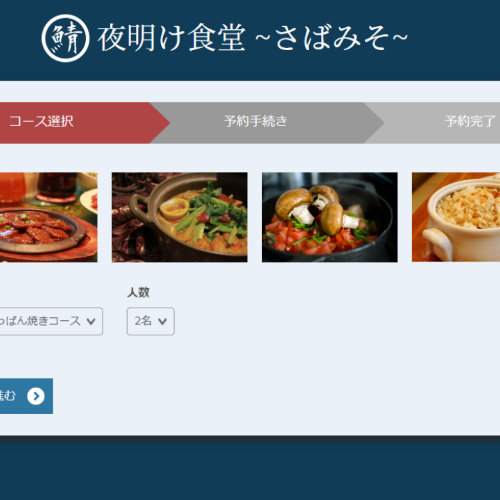 鯖 夜明け食堂 ~さばみそ~
コース選択 予約手続き 予約完了
人数
っぱん焼きコース 2名
進む